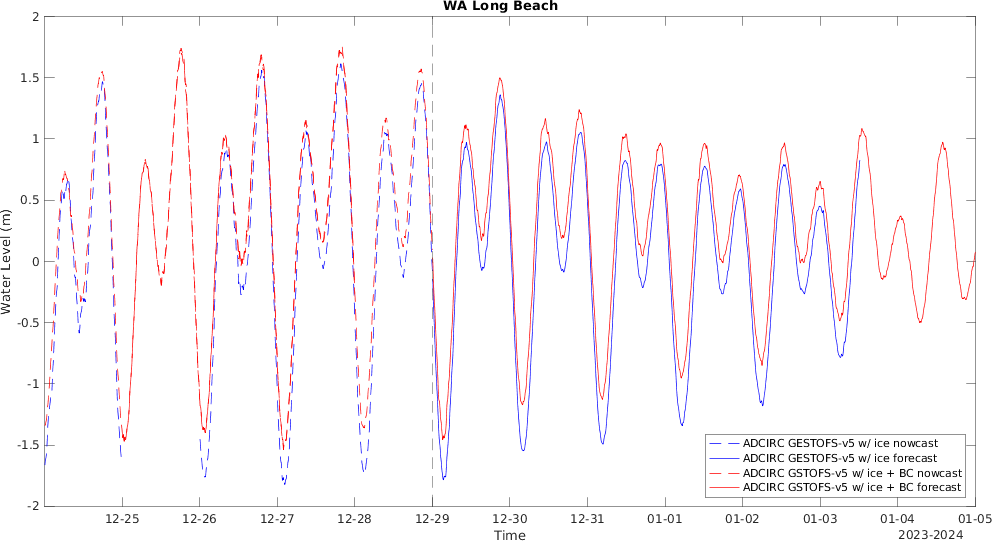 WA Long Beach
Water Level (m)
2
1.5
1
0.5
0
-0.5
-1
-1.5
-2
ADCIRC GESTOFS-v5 w/ ice nowcast
ADCIRC GESTOFS-v5 w/ ice forecast
ADCIRC GSTOFS-v5 w/ ice + BC nowcast
ADCIRC GSTOFS-v5 w/ ice + BC forecast
12-25 12-26 12-27 12-28 12-29 12-30 12-31 01-01 01-02 01-03 01-04 01-05
Time
2023-2024